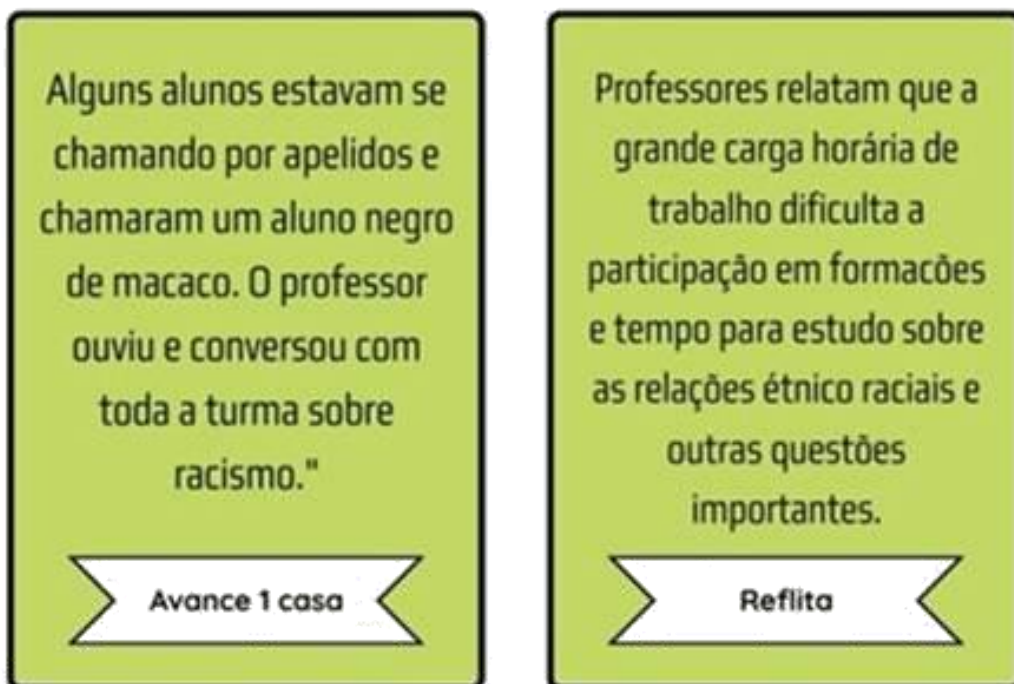 Alguns alunos estavam se
chamando por apelidos e
chamaram um aluno negro
de macaco. O professor
ouviu e conversou com
toda a turma sobre
racismo."
Avance 1 casa
Professores relatam que a
grande carga horária de
trabalho dificulta a
participação em formacões
e tempo para estudo sobre
as relações étnico raciais e
outras questões
importantes.
Reflita